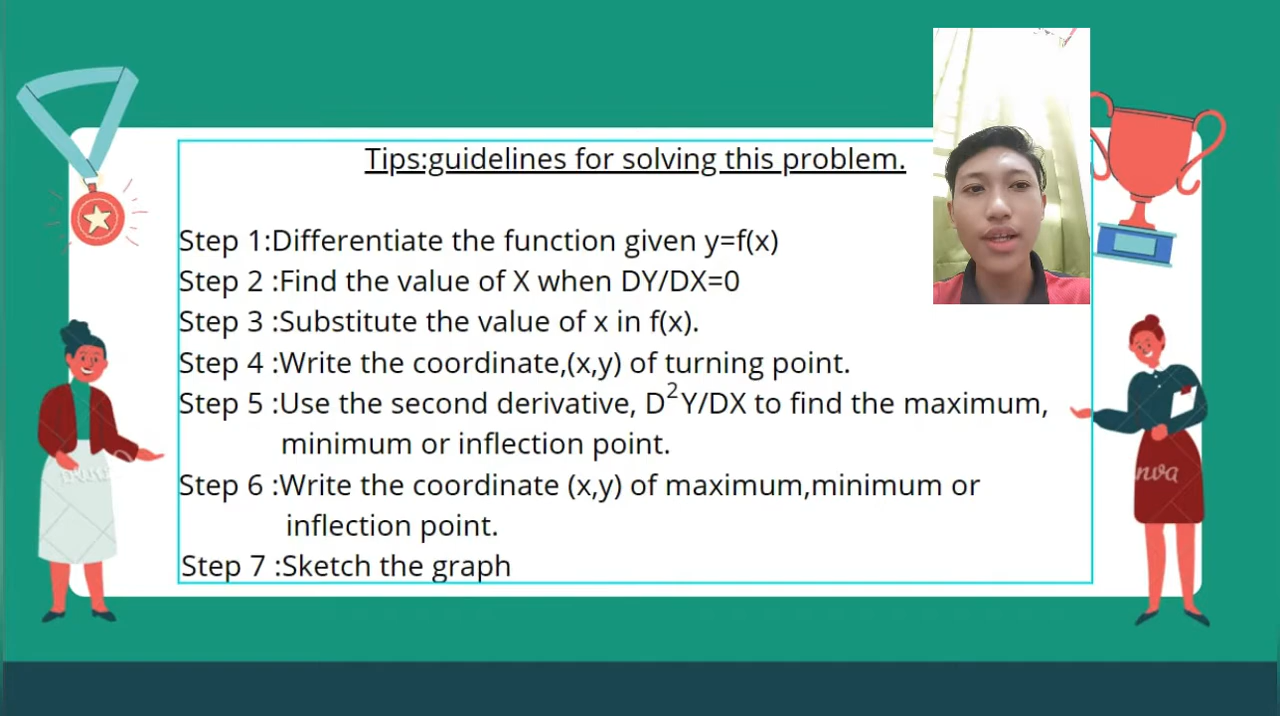 Tips:guidelines for solving this problem.
Step 1:Differentiate the function given y=f(x)
Step 2 :Find the value of X when DY/DX=0
Step 3 :Substitute the value of x in f(x).
Step 4 :Write the coordinate,(x,y) of turning point.
Step 5 :Use the second derivative, D²Y/DX to find the maximum,
minimum or inflection point.
Step 6 :Write the coordinate (x,y) of maximum,minimum or
inflection point.
Step 7 :Sketch the graph
nva